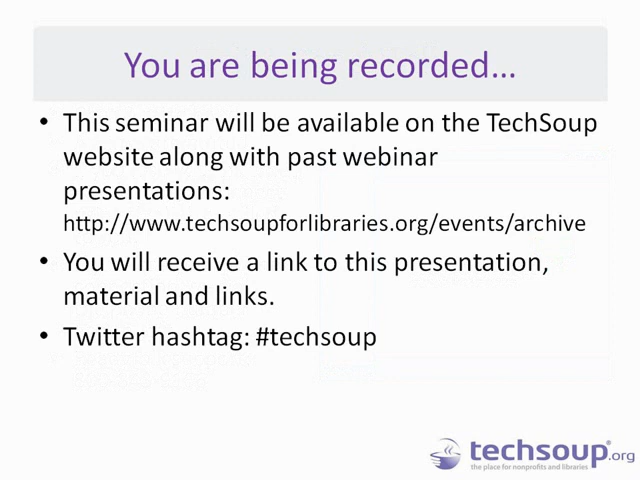 You are being recorded…
• This seminar will be available on the TechSoup
website along with past webinar
presentations:
http://www.techsoupforlibraries.org/events/archive
• You will receive a link to this presentation,
material and links.
• Twitter hashtag: #techsoup
techsoup®.org
the place for nonprofits and libraries